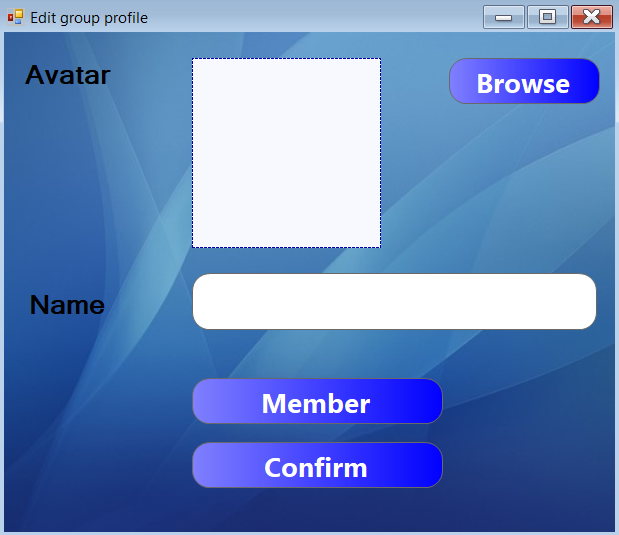 Edit group profile
Avatar
Browse
Name
Member
Confirm